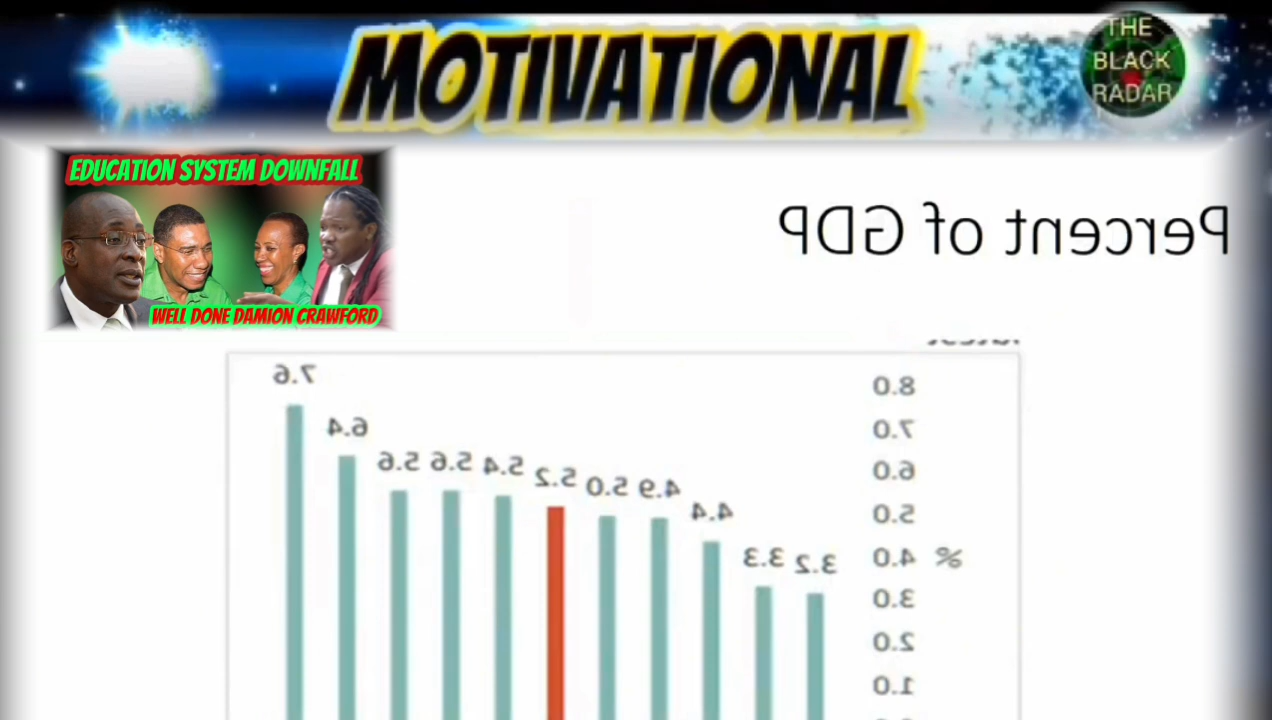 MOTIVATIONAL
THE
BLACK
RADAR
EDUCATION SYSTEM DOWNFALL
WELL DONE DAMION CRAWFORD
Percent of GDP
7.6
6.4
5.6 5.6 5.4 5.2 5.0 4.9 4.4 3.3 3.2
8.0
7.0
6.0
5.0
4.0 %
3.0
2.0
1.0